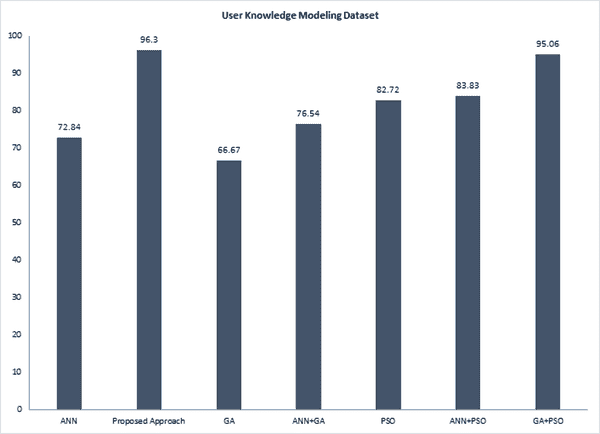 User Knowledge Modeling Dataset
100
90
80
70
60
50
40
30
20
10
0
72.84
96.3
66.67
76.54
82.72
83.83
95.06
ANN
Proposed Approach
GA
ANN+GA
PSO
ANN+PSO
GA+PSO